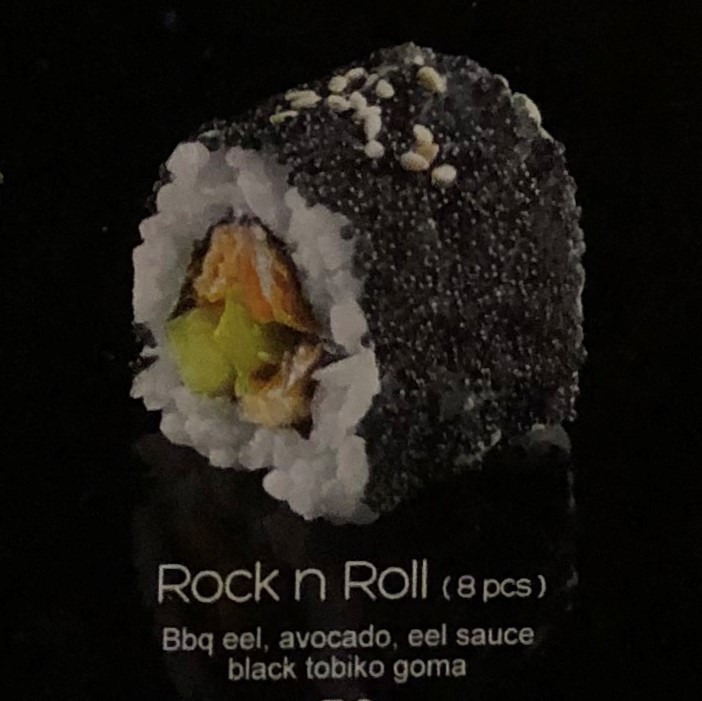 Rock n Roll (8 pcs)
Bbq eel, avocado, eel sauce
black tobiko goma